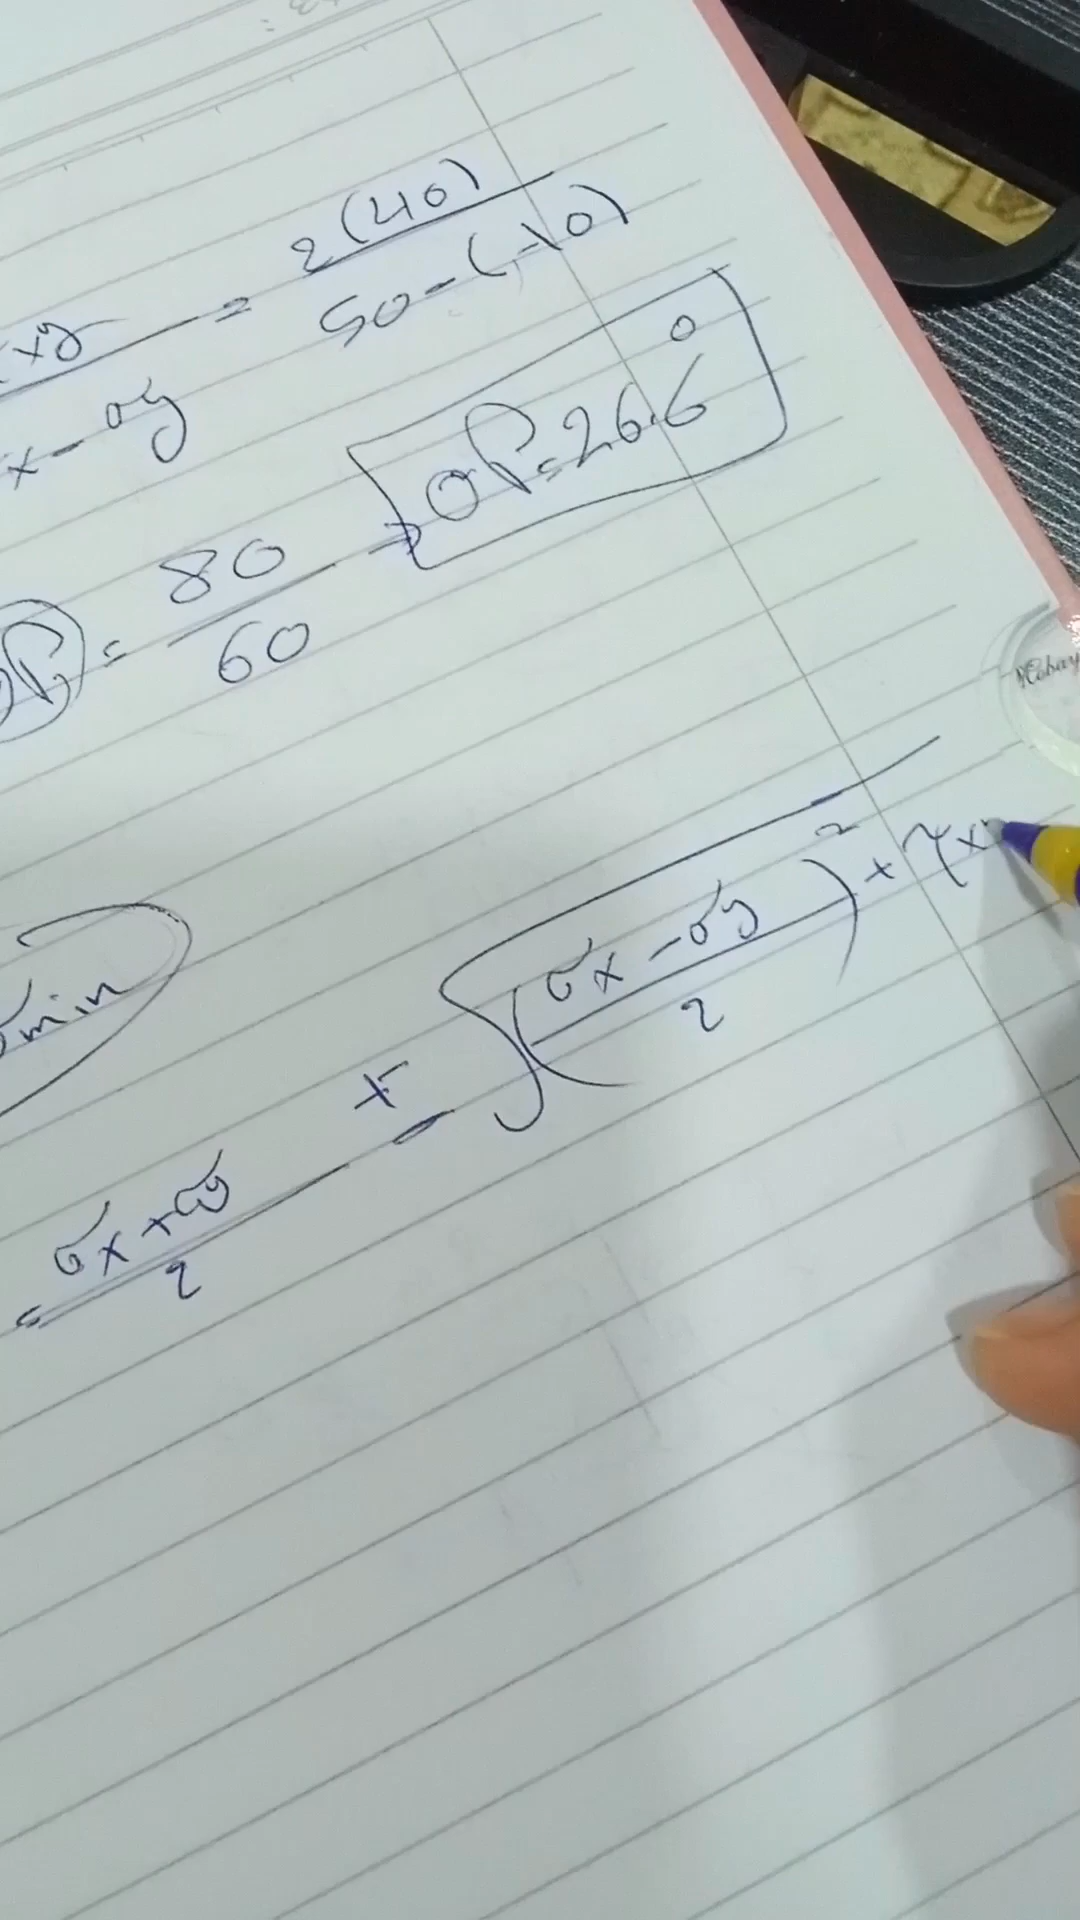 xy = 2(40) / 50-(-10)
x - σy
θP = 26.6°
θP = 80 / 60 ⇒
σmin
= σx + σy / 2 ± √(σx - σy / 2)² + τx
Mobay